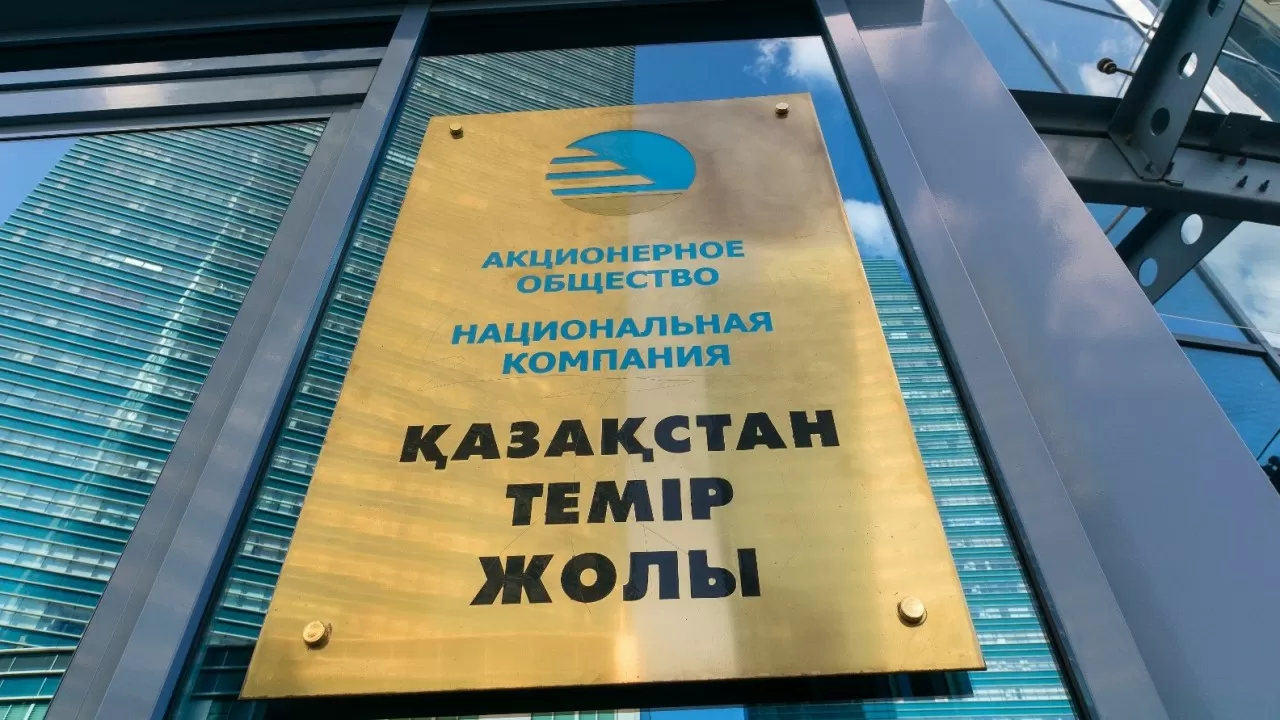 АКЦИОНЕРНОЕ
ОБЩЕСТВО
НАЦИОНАЛЬНАЯ
КОМПАНИЯ
ҚАЗАҚСТАН
ТЕМІР
ЖОЛЫ